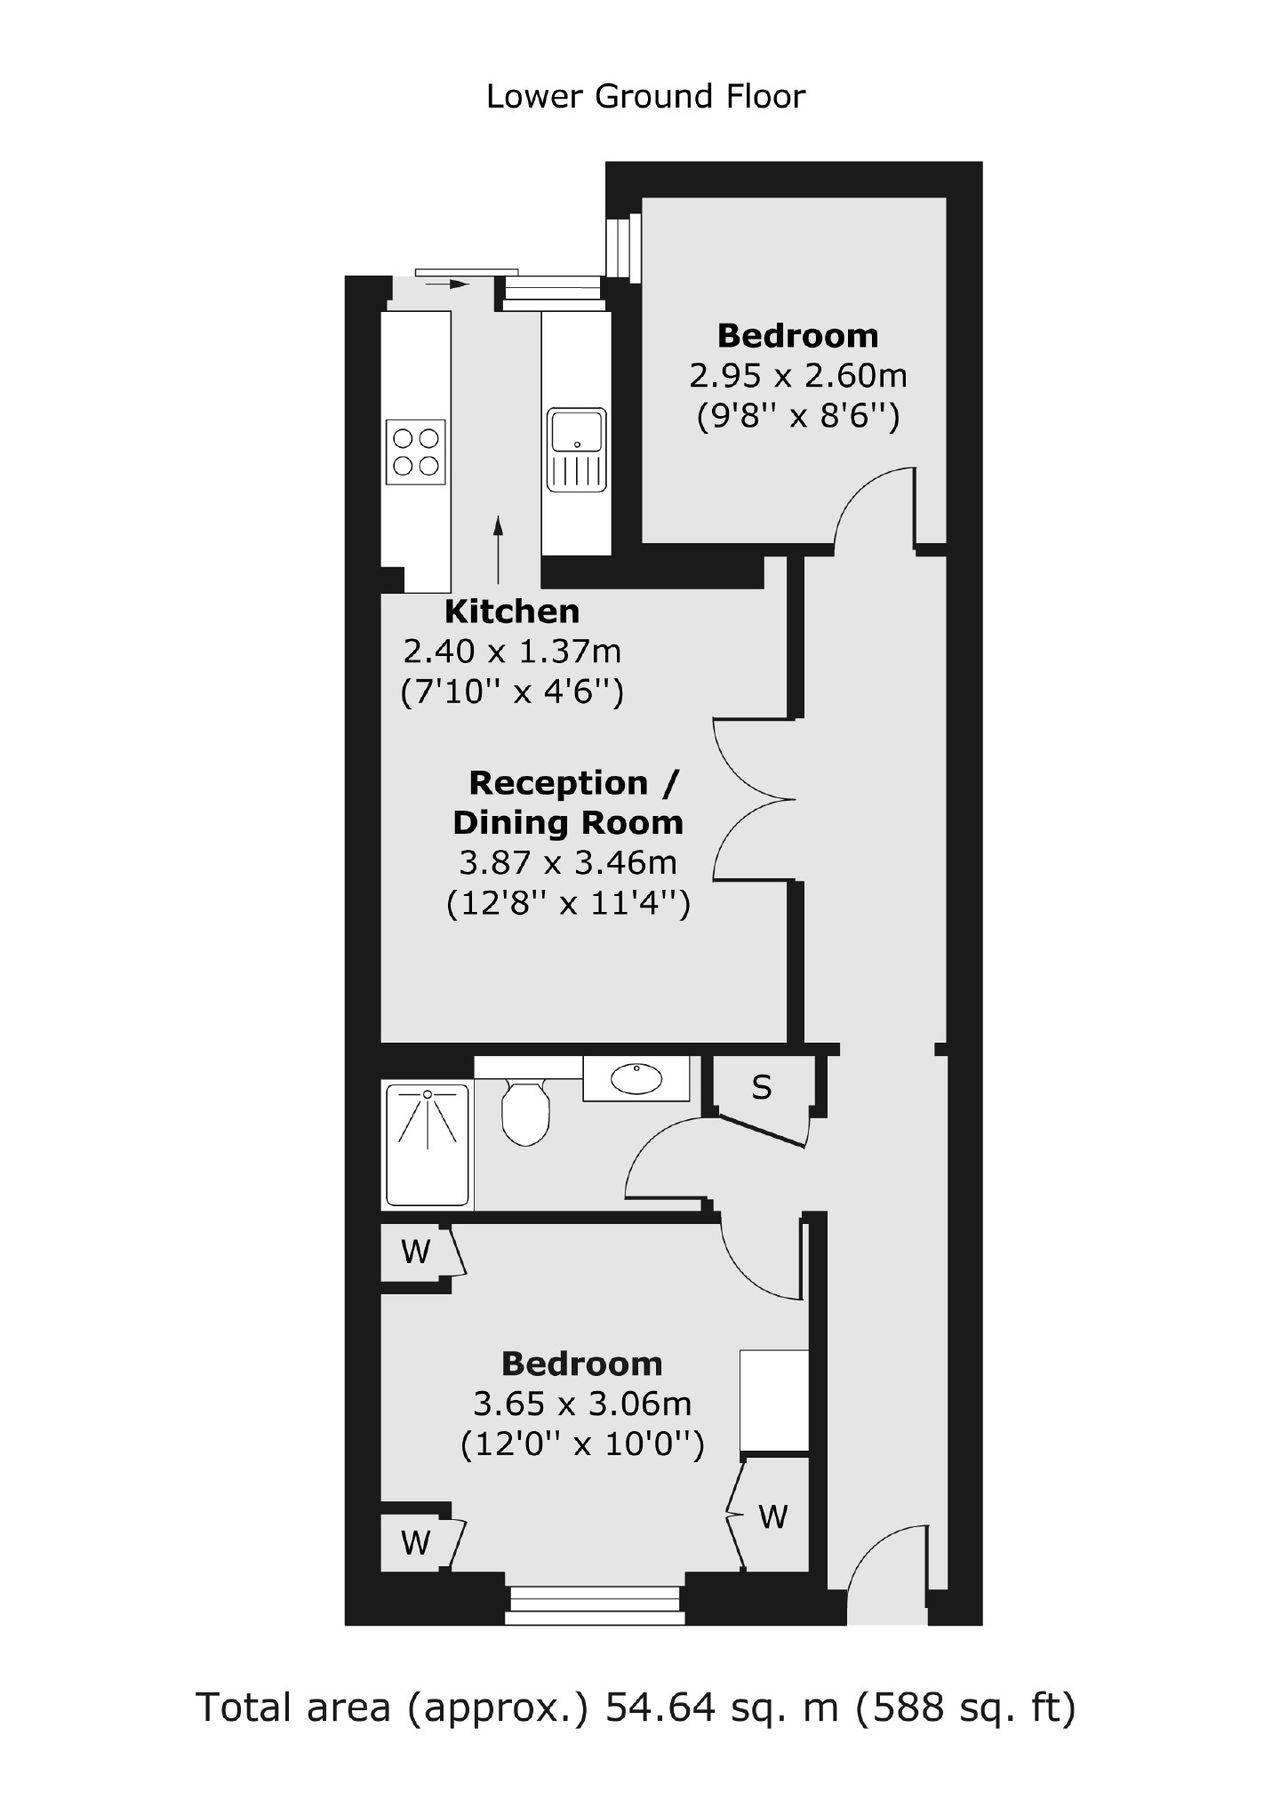 Lower Ground Floor
Bedroom
2.95 x 2.60m
(9'8'' x 8'6'')
Kitchen
2.40 x 1.37m
(7'10'' x 4'6'')
Reception /
Dining Room
3.87 x 3.46m
(12'8'' x 11'4'')
S
W
Bedroom
3.65 x 3.06m
(12'0'' x 10'0'')
W
W
Total area (approx.) 54.64 sq. m (588 sq. ft)